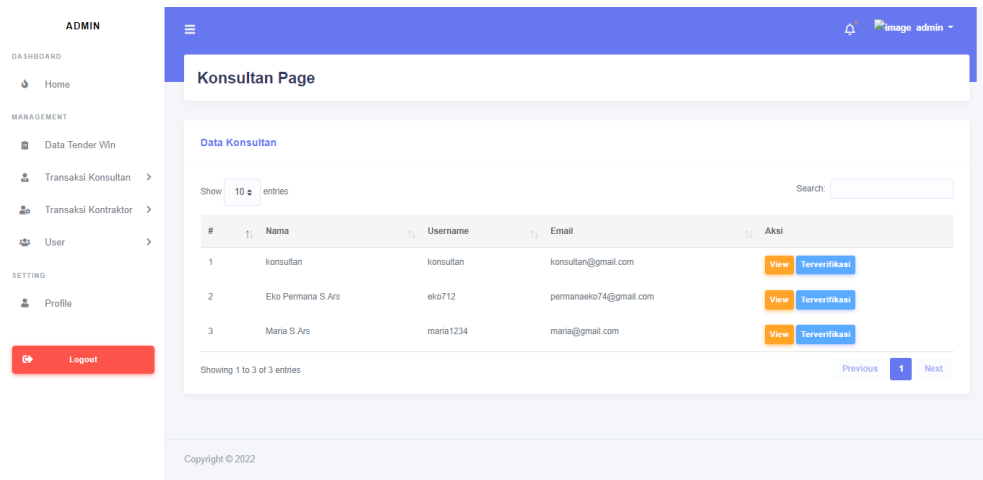 ADMIN
image admin
DASHBOARD
Home
Konsultan Page
MANAGEMENT
Data Tender Win
Data Konsultan
Transaksi Konsultan
Show 10 entries
Search:
Transaksi Kontraktor
# Nama Username Email Aksi
User
1 konsultan konsultan konsultan@gmail.com View Terverifikasi
SETTING
2 Eko Permana S.Ars eko712 permanaeko74@gmail.com View Terverifikasi
Profile
3 Maria S.Ars maria1234 maria@gmail.com View Terverifikasi
Logout
Showing 1 to 3 of 3 entries
Previous 1 Next
Copyright © 2022